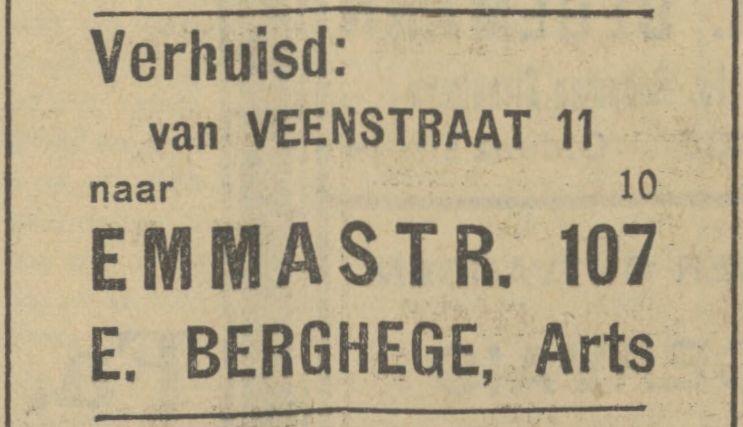 Verhuisd:
van VEENSTRAAT 11
naar 10
EMMASTR. 107
E. BERGHEGE, Arts